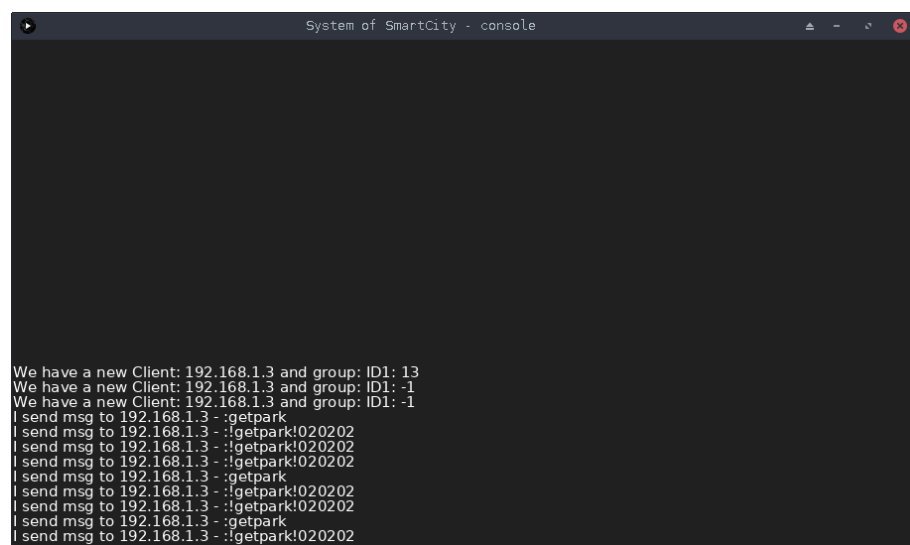 System of SmartCity - console
We have a new Client: 192.168.1.3 and group: ID1: 13
We have a new Client: 192.168.1.3 and group: ID1: -1
We have a new Client: 192.168.1.3 and group: ID1: -1
I send msg to 192.168.1.3 - :getpark
I send msg to 192.168.1.3 - :!getpark!020202
I send msg to 192.168.1.3 - :!getpark!020202
I send msg to 192.168.1.3 - :!getpark!020202
I send msg to 192.168.1.3 - :getpark
I send msg to 192.168.1.3 - :!getpark!020202
I send msg to 192.168.1.3 - :!getpark!020202
I send msg to 192.168.1.3 - :getpark
I send msg to 192.168.1.3 - :!getpark!020202